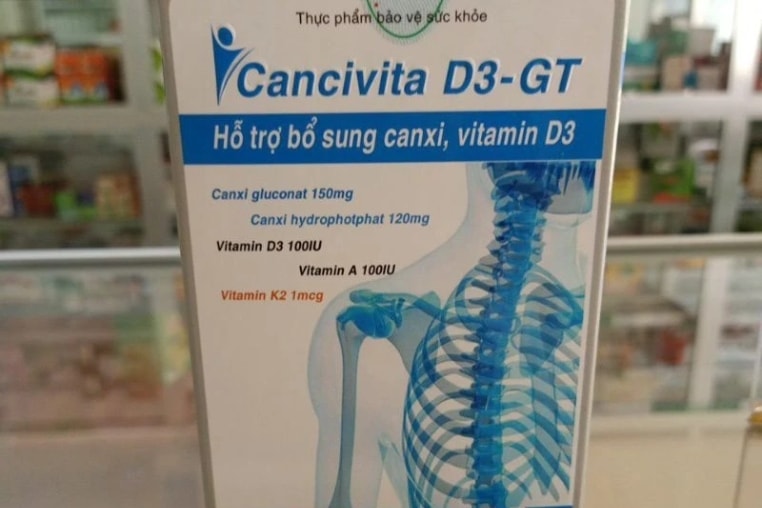 Thực phẩm bảo vệ sức khỏe
Cancivita D3-GT
Hỗ trợ bổ sung canxi, vitamin D3
Canxi gluconat 150mg
Canxi hydrophotphat 120mg
Vitamin D3 100IU
Vitamin A 100IU
Vitamin K2 1mcg